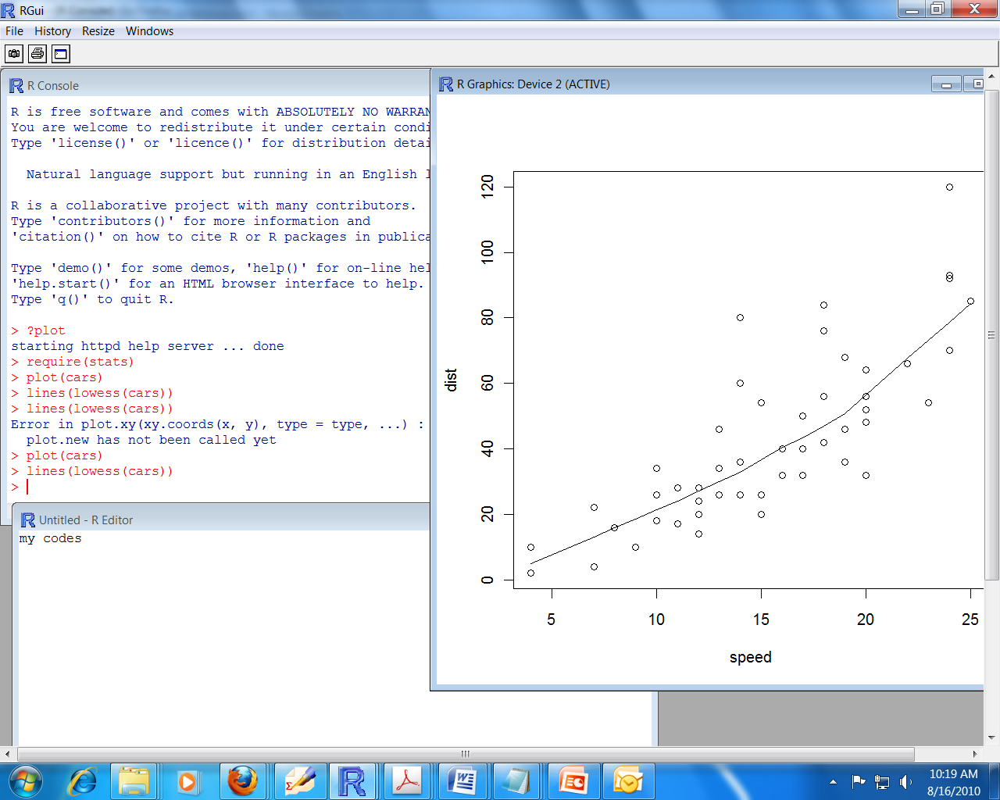 RGui
File History Resize Windows
R Console
R is free software and comes with ABSOLUTELY NO WARRAN
You are welcome to redistribute it under certain condi
Type 'license()' or 'licence()' for distribution detai
Natural language support but running in an English
R is a collaborative project with many contributors.
Type 'contributors()' for more information and
'citation()' on how to cite R or R packages in publica
Type 'demo()' for some demos, 'help()' for on-line hel
'help.start()' for an HTML browser interface to help.
Type 'q()' to quit R.
> ?plot
starting httpd help server ... done
> require(stats)
> plot(cars)
> lines(lowess(cars))
> lines(lowess(cars))
Error in plot.xy(xy.coords(x, y), type = type, ...) :
plot.new has not been called yet
> plot(cars)
> lines(lowess(cars))
>
Untitled - R Editor
my codes
R Graphics: Device 2 (ACTIVE)
120
100
80
60
40
20
0
dist
5 10 15 20 25
speed
10:19 AM
8/16/2010